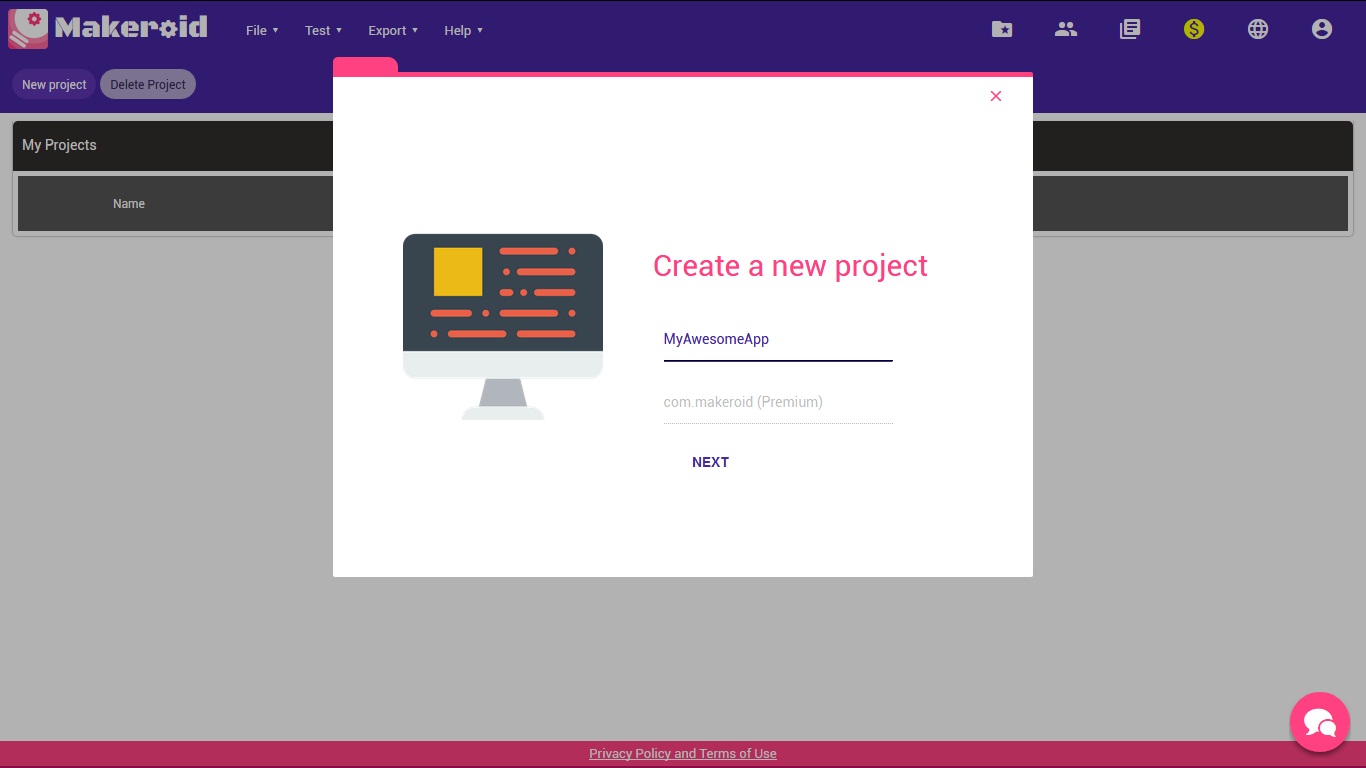 Makeroid
File ▾ Test ▾ Export ▾ Help ▾
New project Delete Project
My Projects
Name
Create a new project
MyAwesomeApp
com.makeroid (Premium)
NEXT
Privacy Policy and Terms of Use